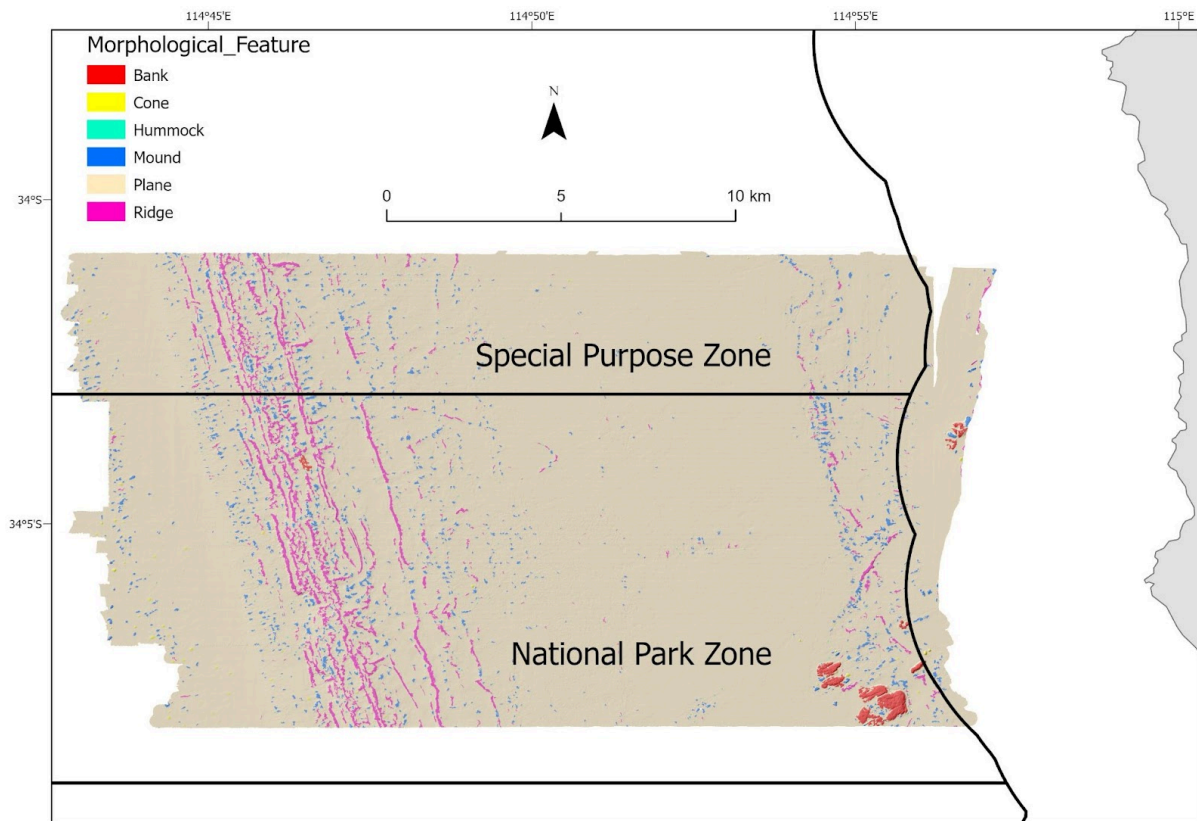 114°45'E
114°50'E
114°55'E
115°E
Morphological_Feature
Bank
Cone
Hummock
Mound
Plane
Ridge
N
0 5 10 km
34°S
34°5'S
Special Purpose Zone
National Park Zone